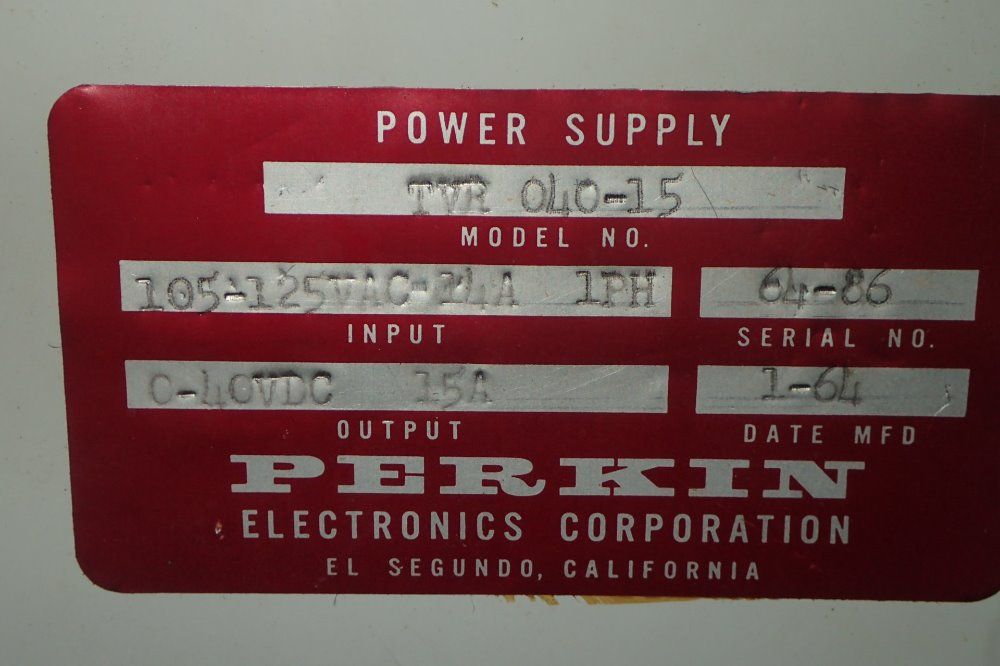 POWER SUPPLY
TVR 040-15
MODEL NO.
105-125VAC-14A 1PH 64-86
INPUT SERIAL NO.
0-40VDC 15A 1-64
OUTPUT DATE MFD
PERKIN
ELECTRONICS CORPORATION
EL SEGUNDO, CALIFORNIA